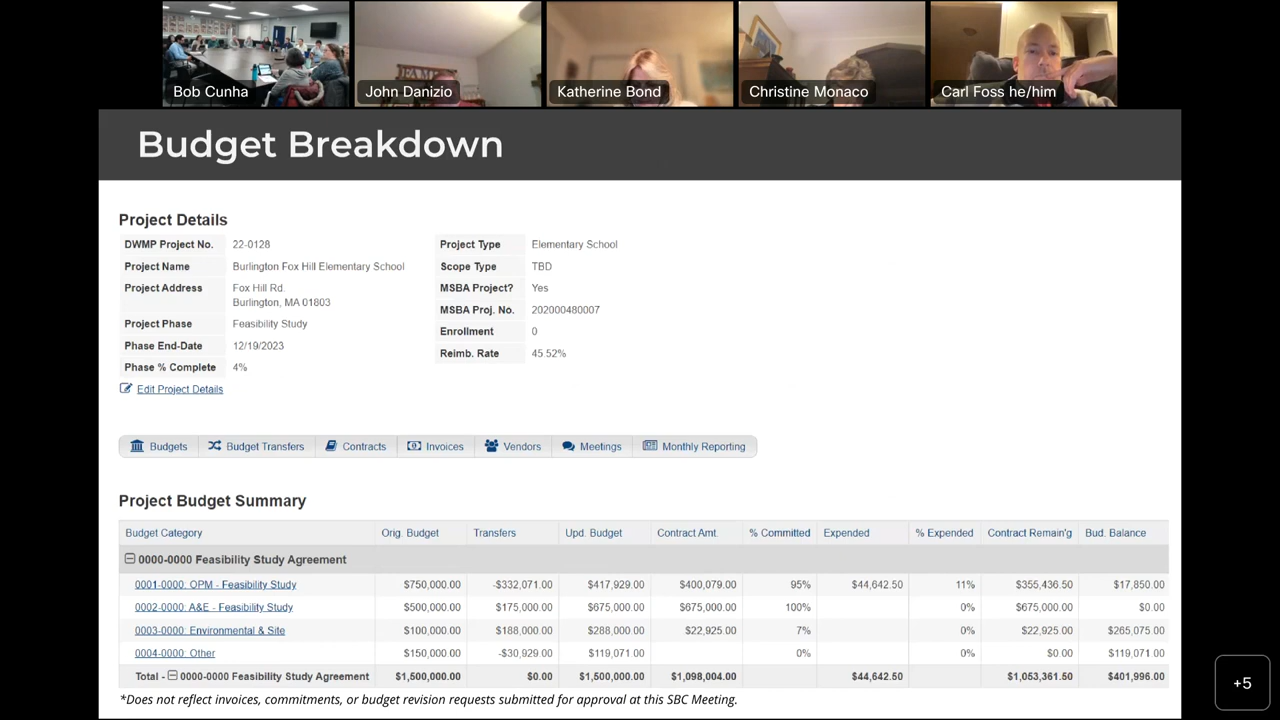 Bob Cunha
John Danizio
Katherine Bond
Christine Monaco
Carl Foss he/him
Budget Breakdown
Project Details
DWMP Project No. 22-0128
Project Name Burlington Fox Hill Elementary School
Project Address Fox Hill Rd.
Burlington, MA 01803
Project Phase Feasibility Study
Phase End-Date 12/19/2023
Phase % Complete 4%
Edit Project Details
Project Type Elementary School
Scope Type TBD
MSBA Project? Yes
MSBA Proj. No. 202000480007
Enrollment 0
Reimb. Rate 45.52%
Budgets Budget Transfers Contracts Invoices Vendors Meetings Monthly Reporting
Project Budget Summary
Budget Category Orig. Budget Transfers Upd. Budget Contract Amt. % Committed Expended % Expended Contract Remain'g Bud. Balance
0000-0000 Feasibility Study Agreement
0001-0000: OPM - Feasibility Study $750,000.00 -$332,071.00 $417,929.00 $400,079.00 95% $44,642.50 11% $355,436.50 $17,850.00
0002-0000: A&E - Feasibility Study $500,000.00 $175,000.00 $675,000.00 $675,000.00 100% 0% $675,000.00 $0.00
0003-0000: Environmental & Site $100,000.00 $188,000.00 $288,000.00 $22,925.00 7% 0% $22,925.00 $265,075.00
0004-0000: Other $150,000.00 -$30,929.00 $119,071.00 0% 0% $0.00 $119,071.00
Total - 0000-0000 Feasibility Study Agreement $1,500,000.00 $0.00 $1,500,000.00 $1,098,004.00 $44,642.50 $1,053,361.50 $401,996.00
*Does not reflect invoices, commitments, or budget revision requests submitted for approval at this SBC Meeting.
+5